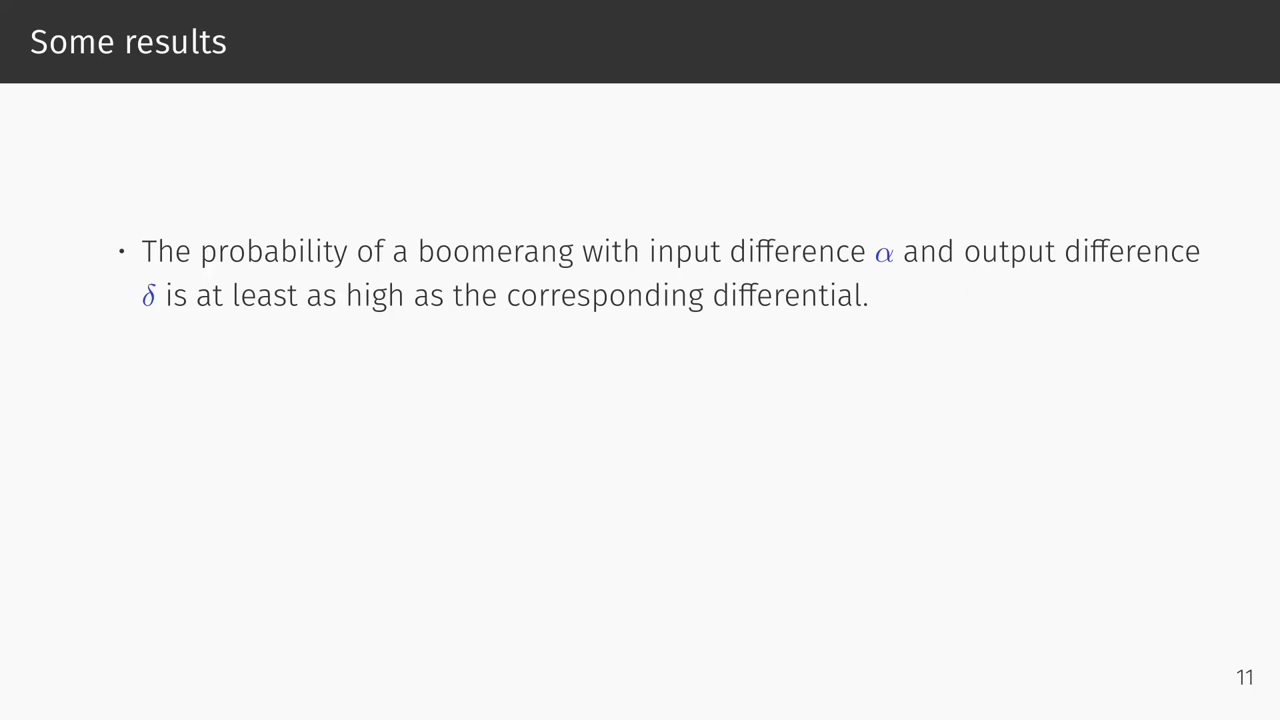 Some results
• The probability of a boomerang with input difference α and output difference
δ is at least as high as the corresponding differential.
11